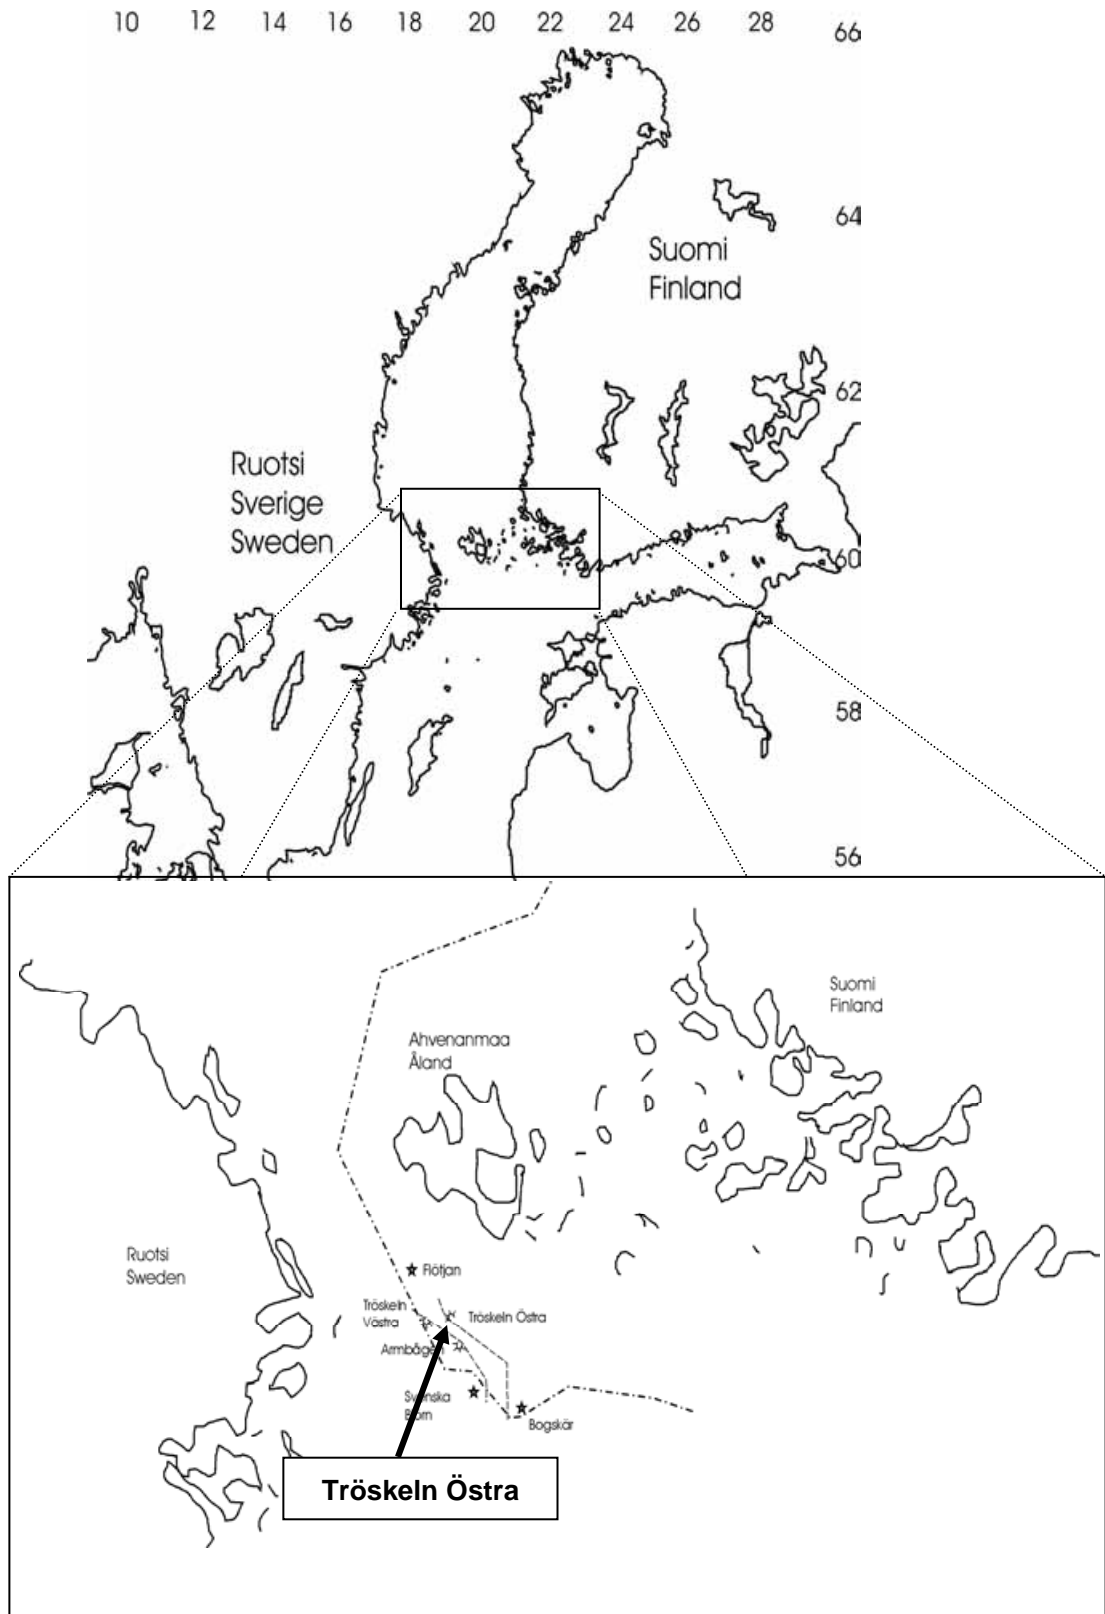 10 12 14 16 18 20 22 24 26 28
66
64
Suomi
Finland
62
Ruotsi
Sverige
Sweden
60
58
56
Suomi
Finland
Ahvenanmaa
Åland
Ruotsi
Sweden
Flötjan
Tröskeln
Västra
Tröskeln Östra
Armbågen
Svenska
Björn
Bogskär
Tröskeln Östra